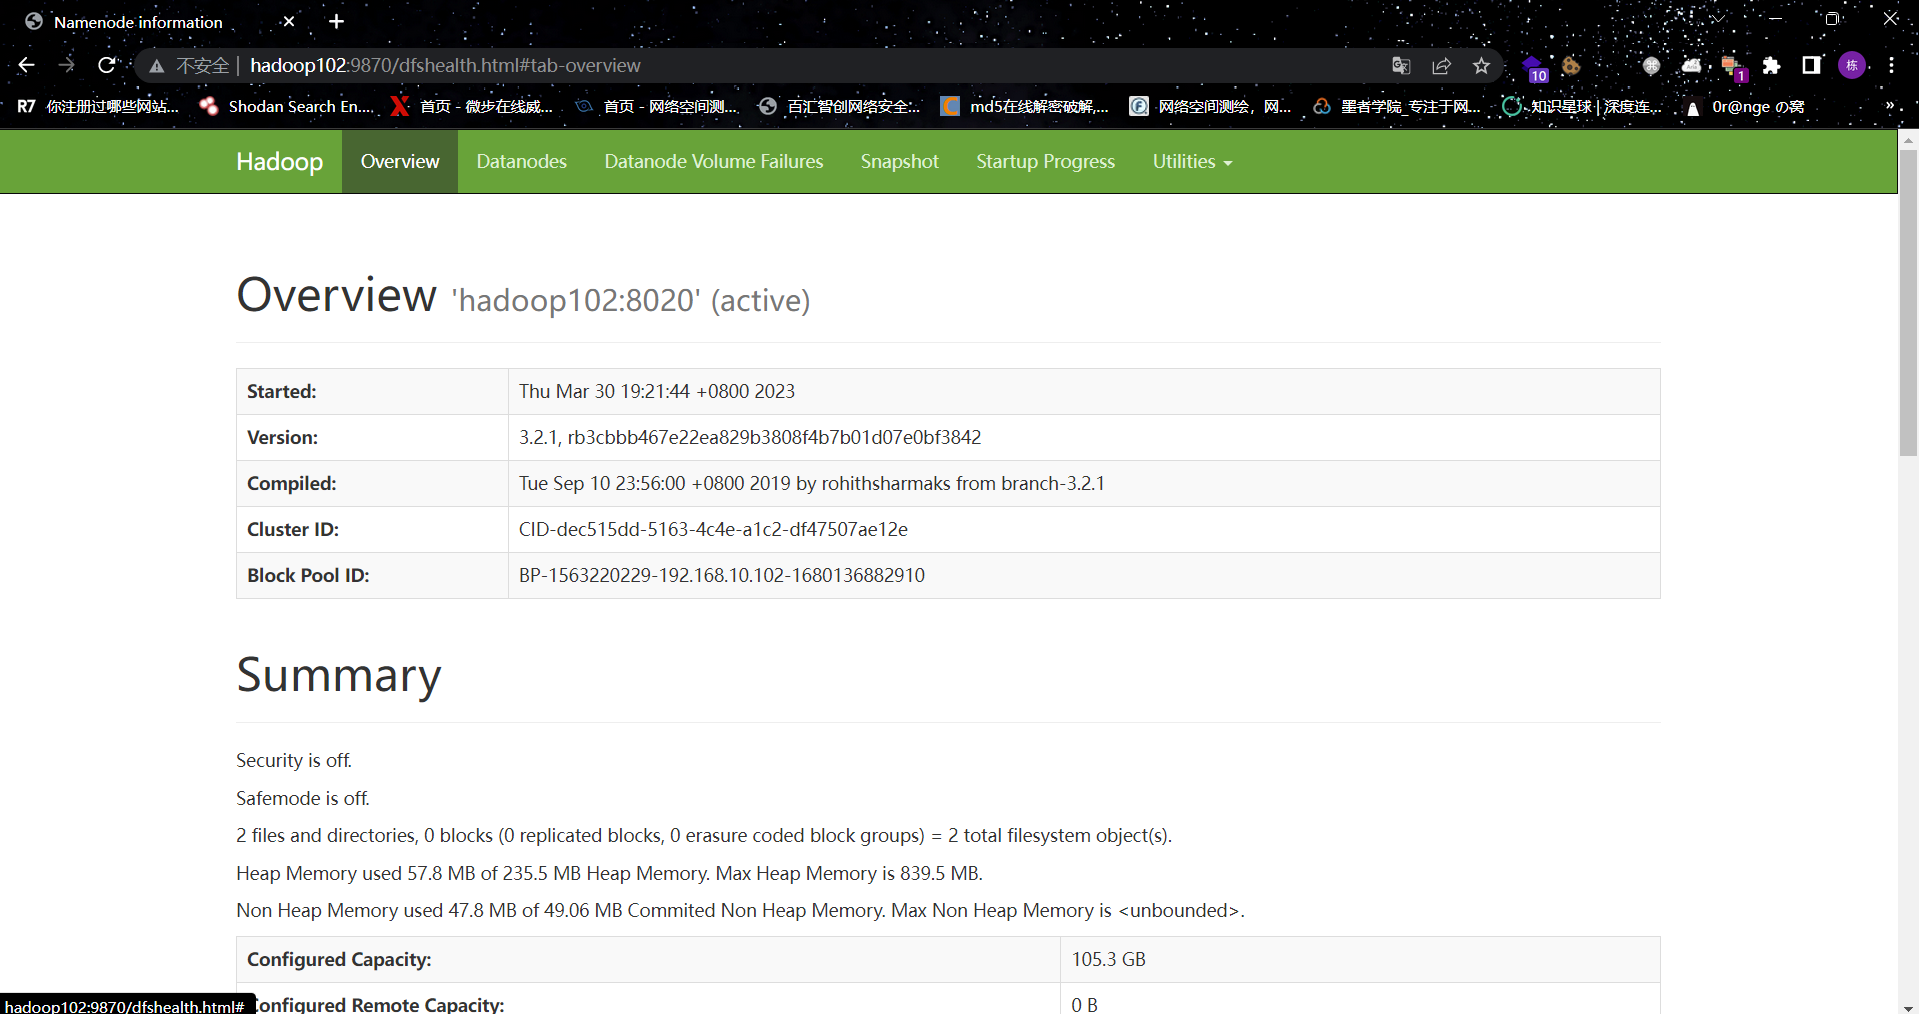 Namenode information
不安全 | hadoop102:9870/dfshealth.html#tab-overview
10
1
栋
R7 你注册过哪些网站... Shodan Search En... 首页 - 微步在线威... 首页 - 网络空间测... 百汇智创网络安全:... md5在线解密破解,... 网络空间测绘，网... 墨者学院_专注于网... 知识星球 | 深度连... 0r@nge の窝 »
Hadoop Overview Datanodes Datanode Volume Failures Snapshot Startup Progress Utilities
Overview 'hadoop102:8020' (active)
Started: Thu Mar 30 19:21:44 +0800 2023
Version: 3.2.1, rb3cbbb467e22ea829b3808f4b7b01d07e0bf3842
Compiled: Tue Sep 10 23:56:00 +0800 2019 by rohithsharmaks from branch-3.2.1
Cluster ID: CID-dec515dd-5163-4c4e-a1c2-df47507ae12e
Block Pool ID: BP-1563220229-192.168.10.102-1680136882910
Summary
Security is off.
Safemode is off.
2 files and directories, 0 blocks (0 replicated blocks, 0 erasure coded block groups) = 2 total filesystem object(s).
Heap Memory used 57.8 MB of 235.5 MB Heap Memory. Max Heap Memory is 839.5 MB.
Non Heap Memory used 47.8 MB of 49.06 MB Commited Non Heap Memory. Max Non Heap Memory is <unbounded>.
Configured Capacity: 105.3 GB
Configured Remote Capacity: 0 B
hadoop102:9870/dfshealth.html#